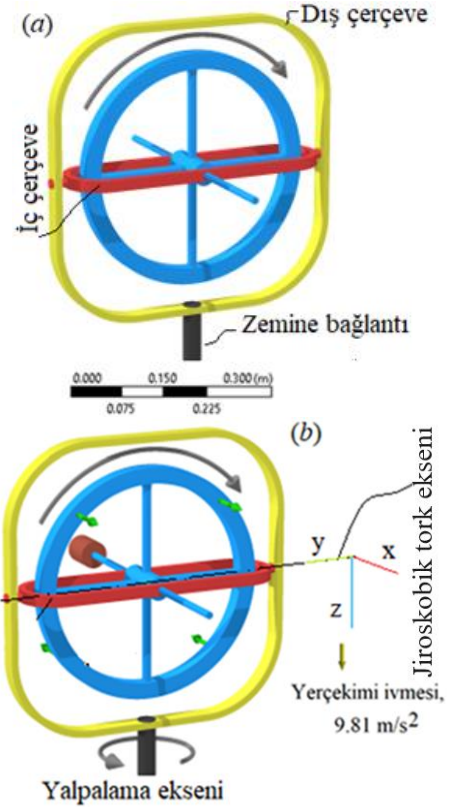 (a)
Dış çerçeve
İç çerçeve
Zemine bağlantı
0.000 0.150 0.300 (m)
0.075 0.225
(b)
Jiroskobik tork ekseni
y
x
z
Yerçekimi ivmesi,
9.81 m/s2
Yalpalama ekseni